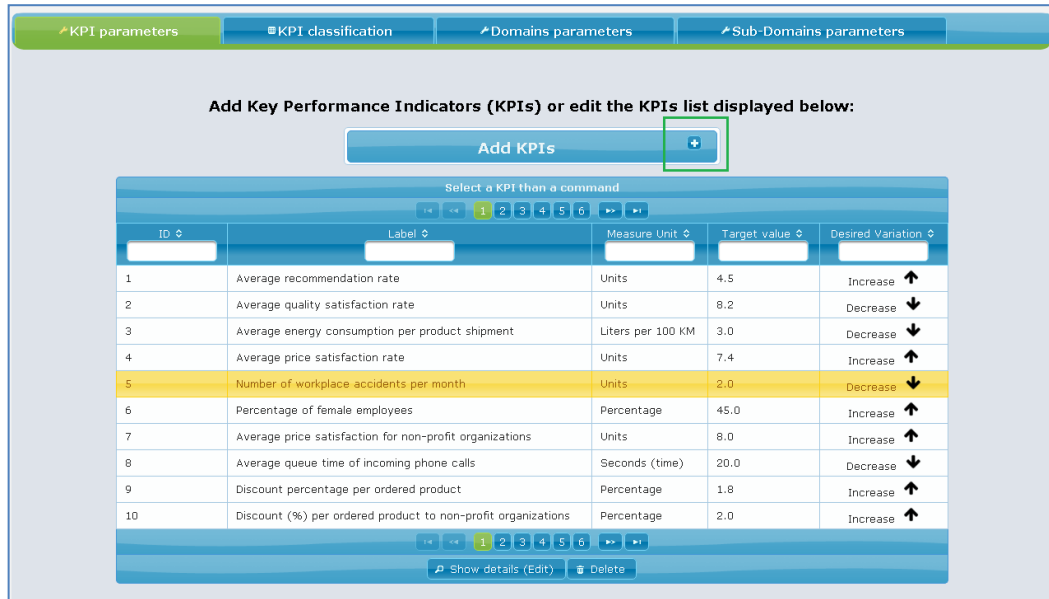 KPI parameters KPI classification Domains parameters Sub-Domains parameters
Add Key Performance Indicators (KPIs) or edit the KPIs list displayed below:
Add KPIs
Select a KPI than a command
1 2 3 4 5 6
ID Label Measure Unit Target value Desired Variation
1 Average recommendation rate Units 4.5 Increase
2 Average quality satisfaction rate Units 8.2 Decrease
3 Average energy consumption per product shipment Liters per 100 KM 3.0 Decrease
4 Average price satisfaction rate Units 7.4 Increase
5 Number of workplace accidents per month Units 2.0 Decrease
6 Percentage of female employees Percentage 45.0 Increase
7 Average price satisfaction for non-profit organizations Units 8.0 Increase
8 Average queue time of incoming phone calls Seconds (time) 20.0 Decrease
9 Discount percentage per ordered product Percentage 1.8 Increase
10 Discount (%) per ordered product to non-profit organizations Percentage 2.0 Increase
1 2 3 4 5 6
Show details (Edit) Delete